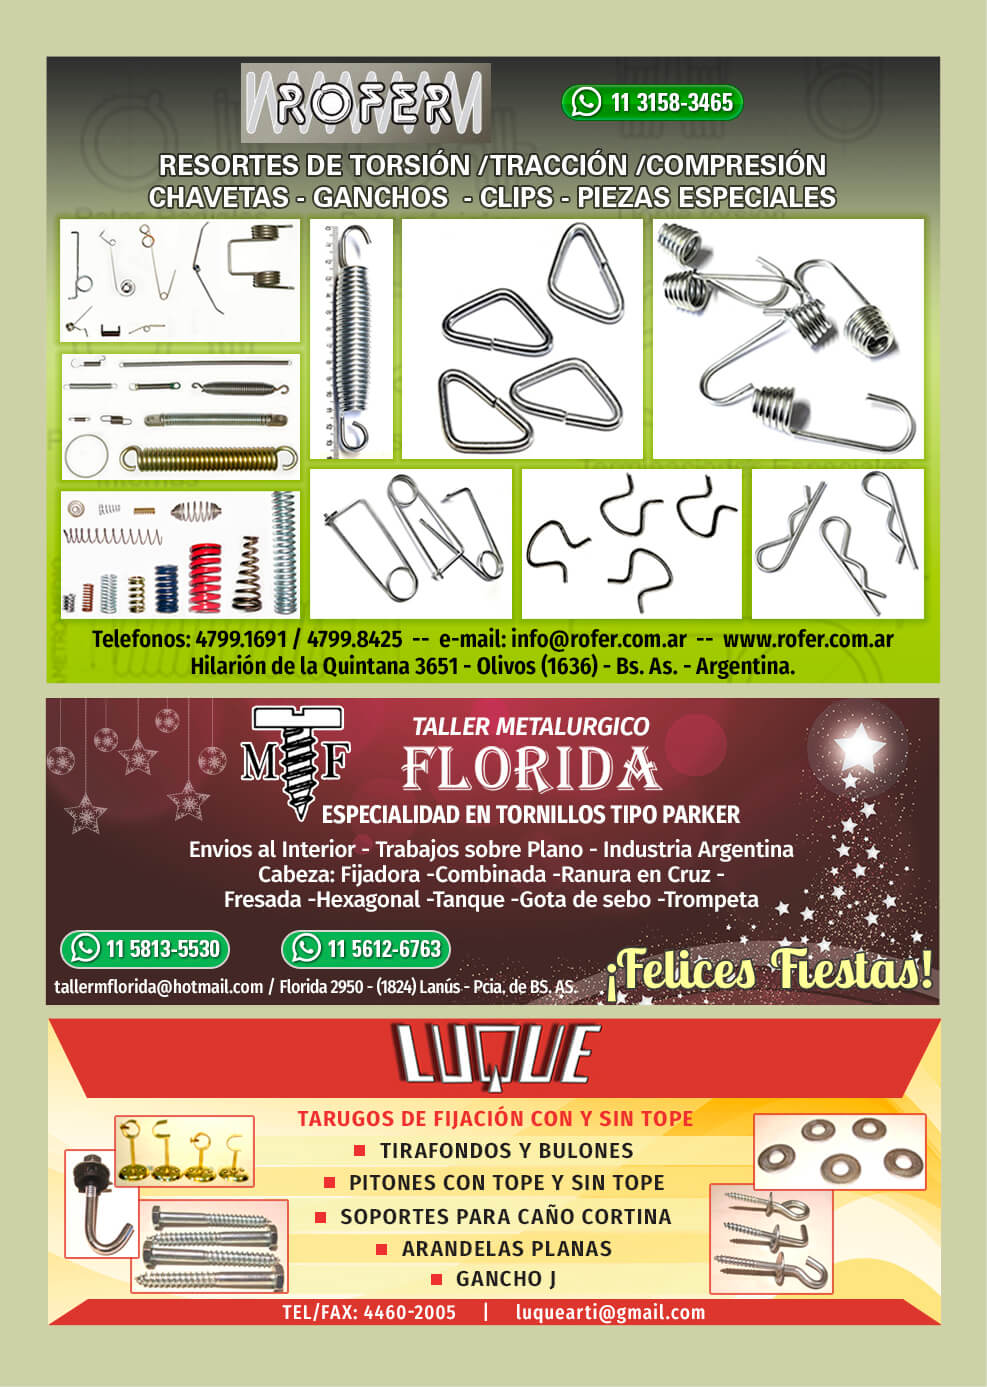 ROFER
11 3158-3465
RESORTES DE TORSIÓN /TRACCIÓN /COMPRESIÓN
CHAVETAS - GANCHOS - CLIPS - PIEZAS ESPECIALES
Telefonos: 4799.1691 / 4799.8425 -- e-mail: info@rofer.com.ar -- www.rofer.com.ar
Hilarión de la Quintana 3651 - Olivos (1636) - Bs. As. - Argentina.
M T F
TALLER METALURGICO
FLORIDA
ESPECIALIDAD EN TORNILLOS TIPO PARKER
Envios al Interior - Trabajos sobre Plano - Industria Argentina
Cabeza: Fijadora -Combinada -Ranura en Cruz -
Fresada -Hexagonal -Tanque -Gota de sebo -Trompeta
11 5813-5530
11 5612-6763
¡Felices Fiestas!
tallermflorida@hotmail.com / Florida 2950 - (1824) Lanús - Pcia, de BS. AS.
LUQUE
TARUGOS DE FIJACIÓN CON Y SIN TOPE
TIRAFONDOS Y BULONES
PITONES CON TOPE Y SIN TOPE
SOPORTES PARA CAÑO CORTINA
ARANDELAS PLANAS
GANCHO J
TEL/FAX: 4460-2005 | luquearti@gmail.com